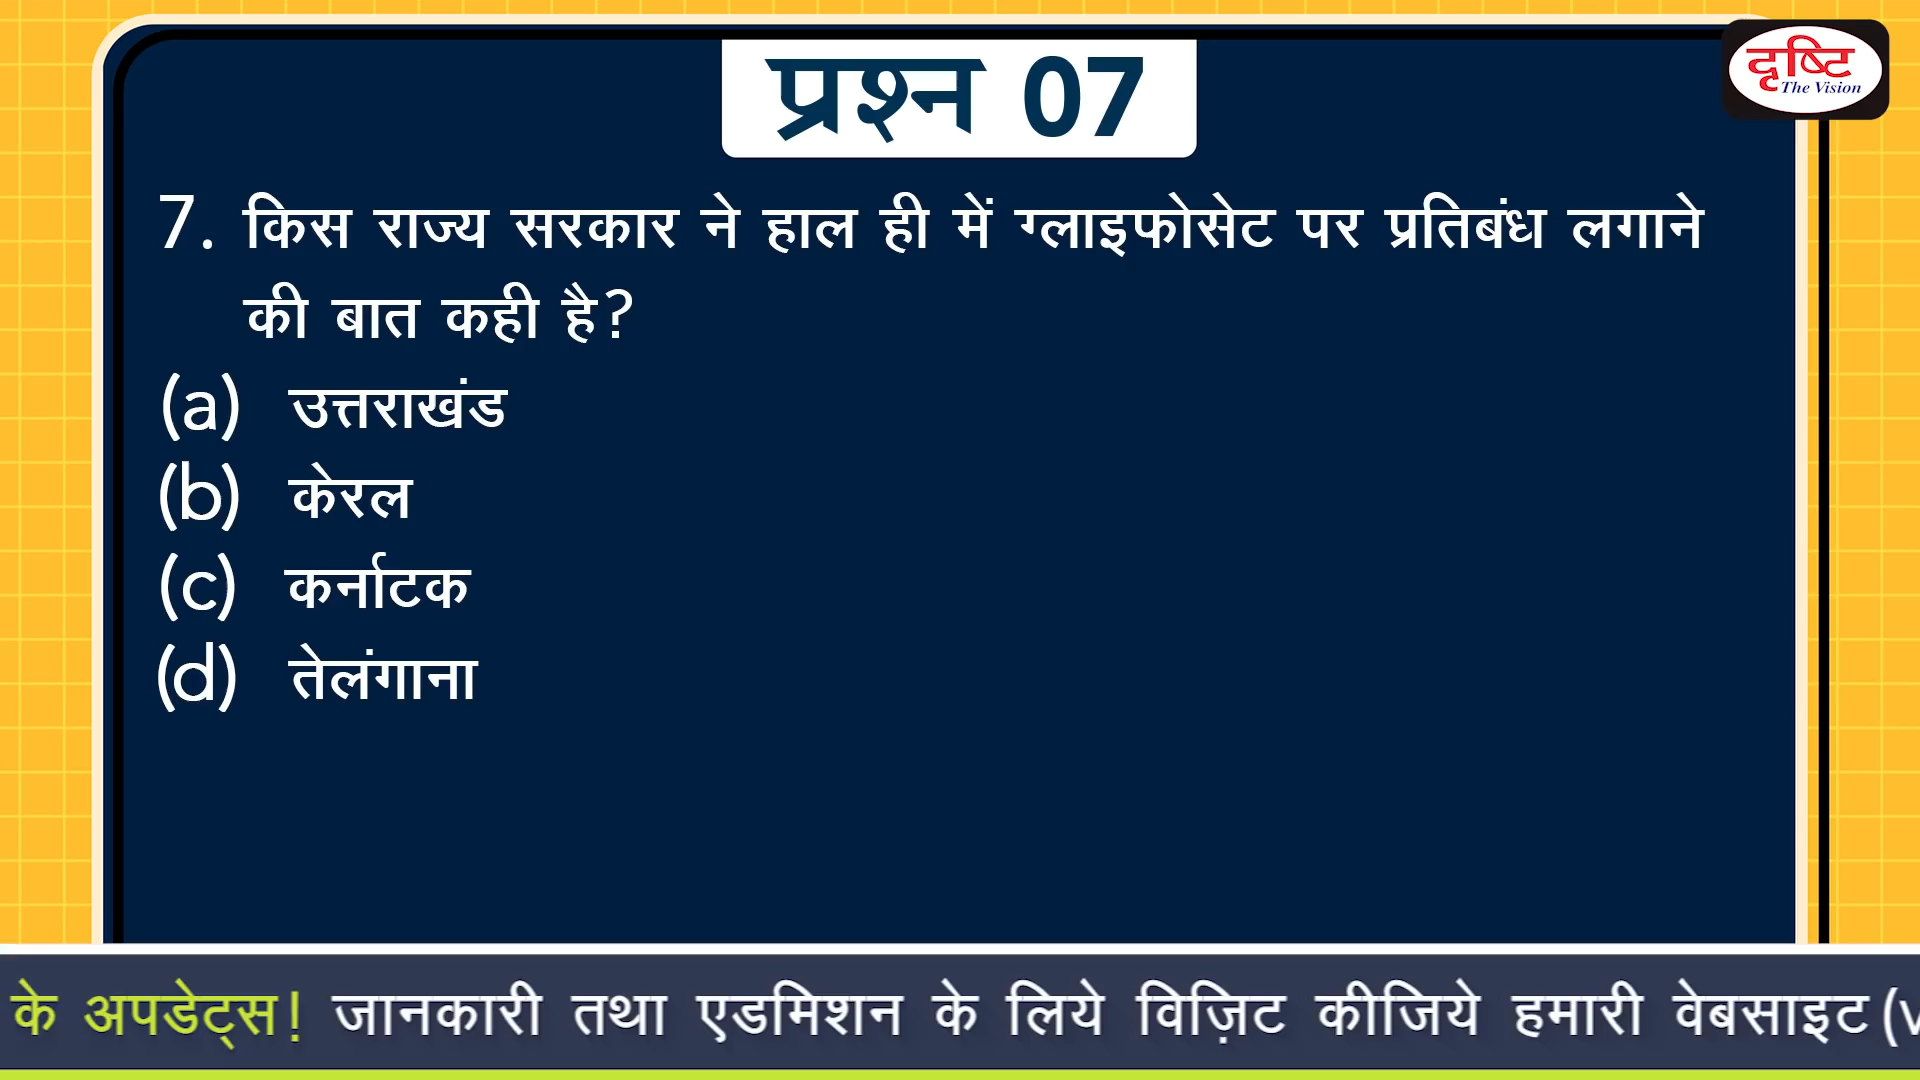 प्रश्न 07
दृष्टि
The Vision
7. किस राज्य सरकार ने हाल ही में ग्लाइफोसेट पर प्रतिबंध लगाने
की बात कही है?
(a) उत्तराखंड
(b) केरल
(c) कर्नाटक
(d) तेलंगाना
के अपडेट्स! जानकारी तथा एडमिशन के लिये विज़िट कीजिये हमारी वेबसाइट